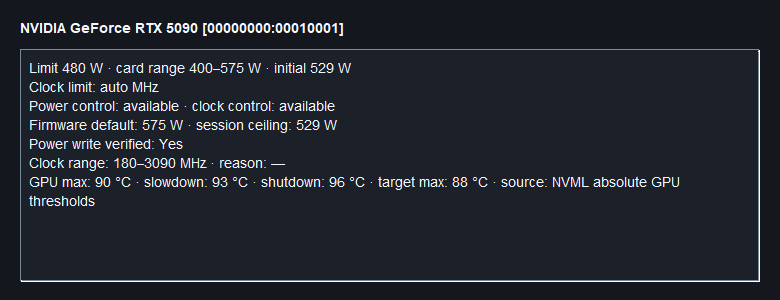 NVIDIA GeForce RTX 5090 [00000000:00010001]
Limit 480 W · card range 400–575 W · initial 529 W
Clock limit: auto MHz
Power control: available · clock control: available
Firmware default: 575 W · session ceiling: 529 W
Power write verified: Yes
Clock range: 180–3090 MHz · reason: —
GPU max: 90 °C · slowdown: 93 °C · shutdown: 96 °C · target max: 88 °C · source: NVML absolute GPU
thresholds